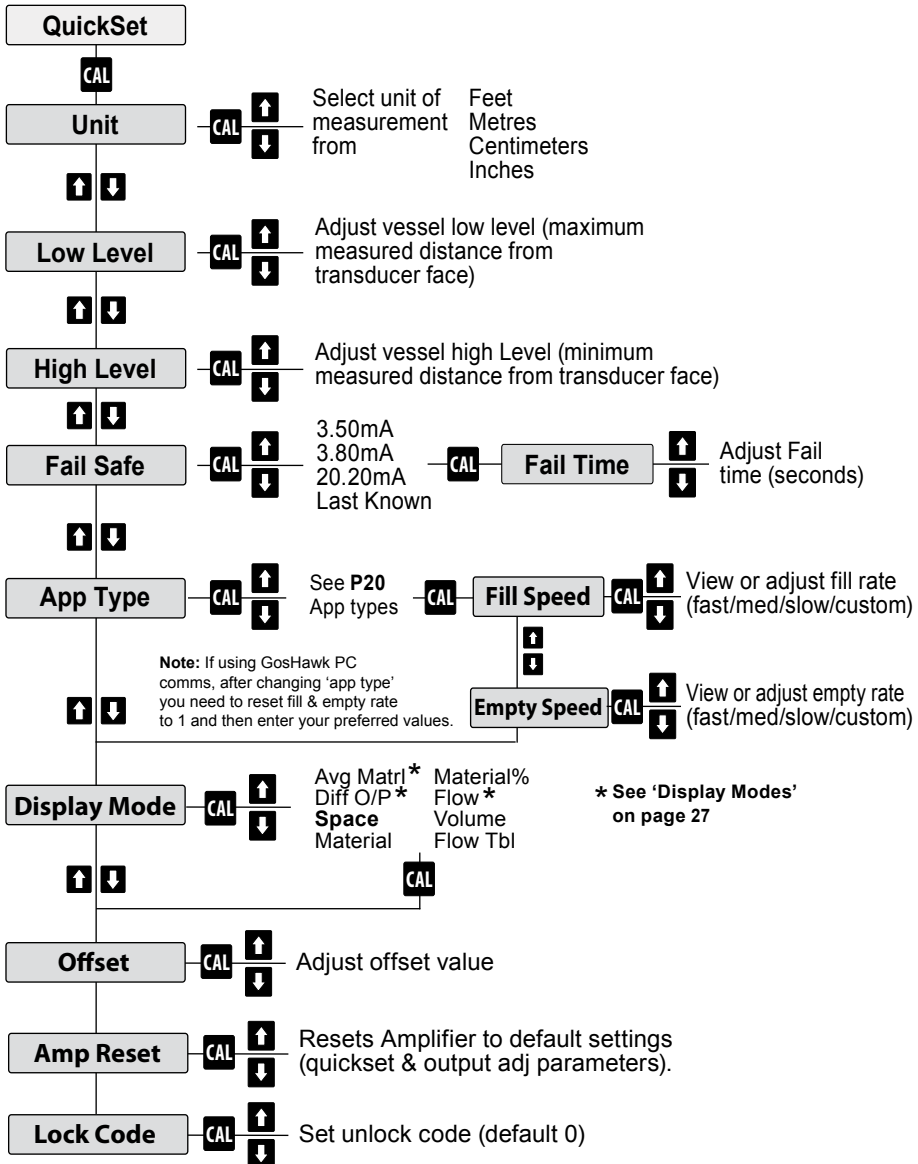 QuickSet
CAL
Unit
CAL
Select unit of
measurement
from
Feet
Metres
Centimeters
Inches
Low Level
CAL
Adjust vessel low level (maximum
measured distance from
transducer face)
High Level
CAL
Adjust vessel high Level (minimum
measured distance from transducer face)
Fail Safe
CAL
3.50mA
3.80mA
20.20mA
Last Known
CAL
Fail Time
Adjust Fail
time (seconds)
App Type
CAL
See P20
App types
CAL
Fill Speed
CAL
View or adjust fill rate
(fast/med/slow/custom)
Note: If using GosHawk PC
comms, after changing 'app type'
you need to reset fill & empty rate
to 1 and then enter your preferred values.
Empty Speed
CAL
View or adjust empty rate
(fast/med/slow/custom)
Display Mode
CAL
Avg Matrl* Material%
Diff O/P* Flow*
Space Volume
Material Flow Tbl
* See 'Display Modes'
on page 27
CAL
Offset
CAL
Adjust offset value
Amp Reset
CAL
Resets Amplifier to default settings
(quickset & output adj parameters).
Lock Code
CAL
Set unlock code (default 0)